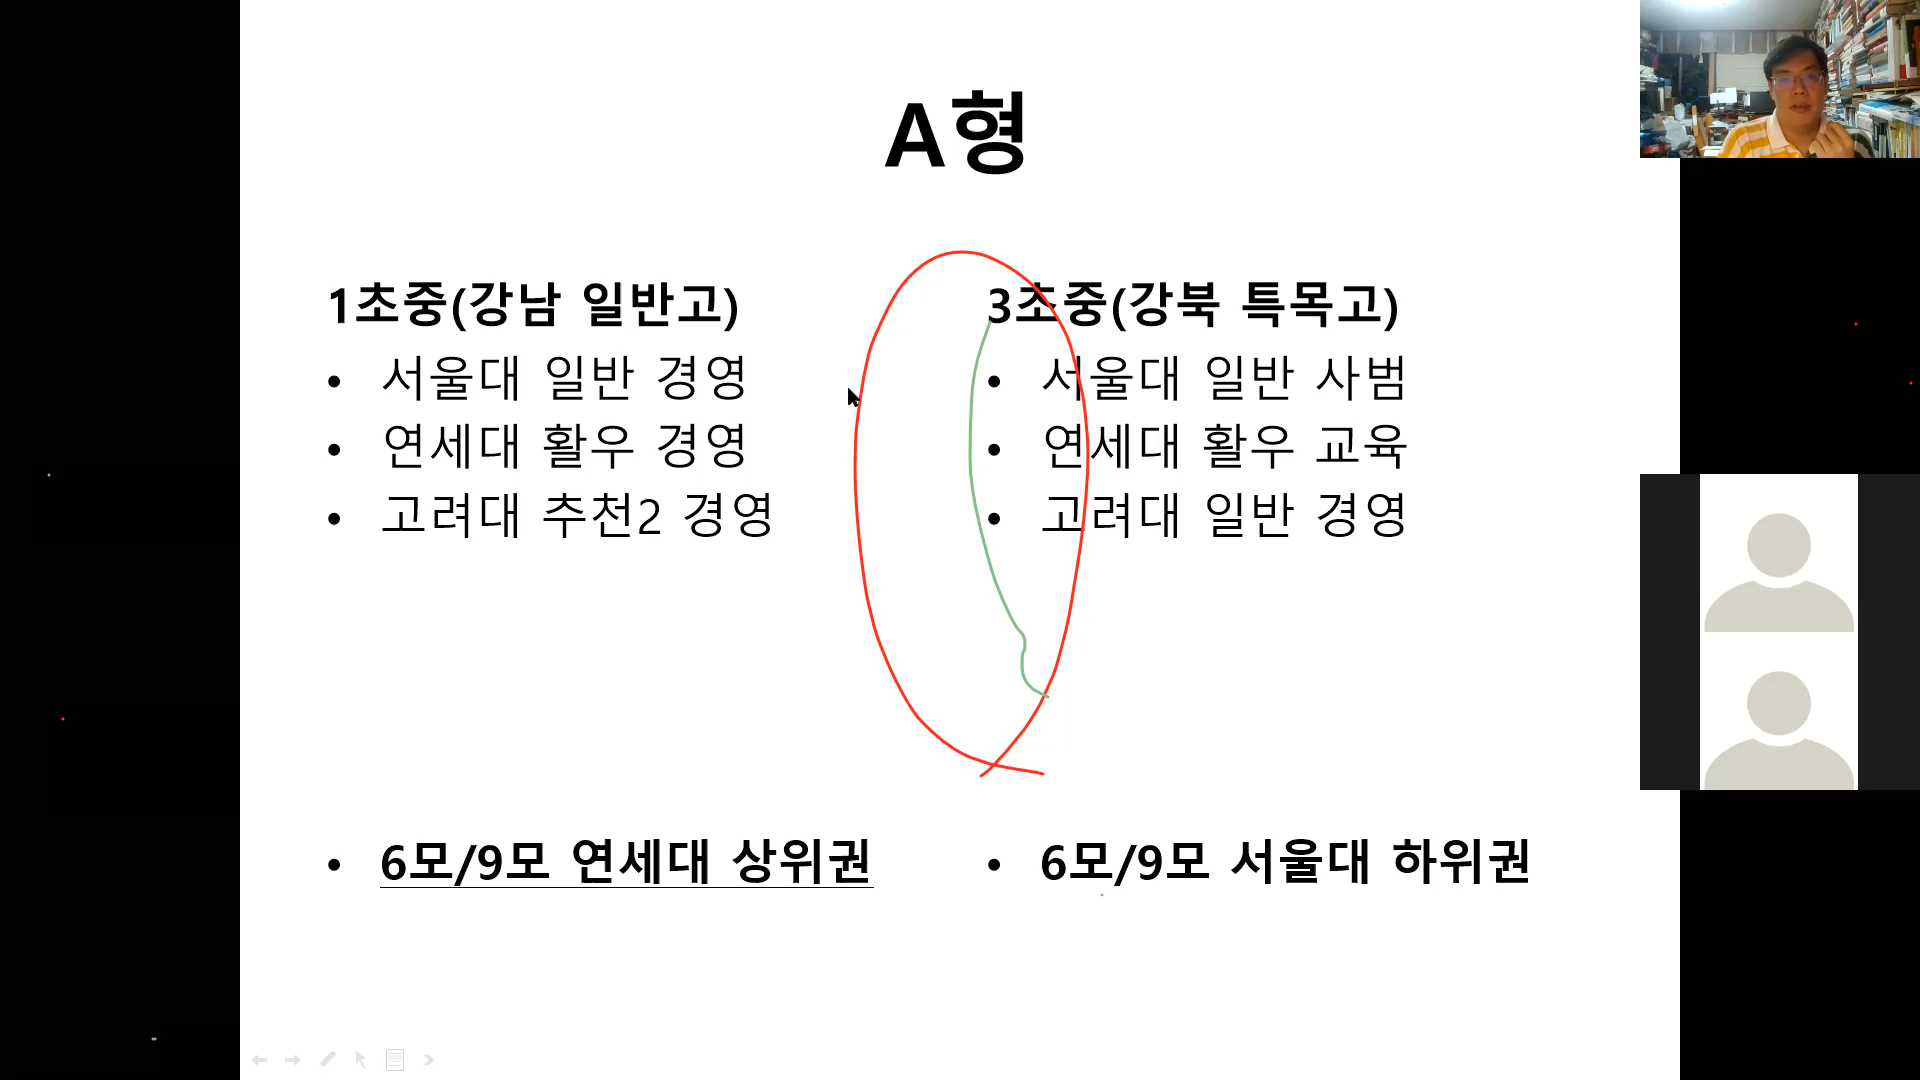 A형
1초중(강남 일반고)
• 서울대 일반 경영
• 연세대 활우 경영
• 고려대 추천2 경영
• 6모/9모 연세대 상위권
3초중(강북 특목고)
• 서울대 일반 사범
• 연세대 활우 교육
• 고려대 일반 경영
• 6모/9모 서울대 하위권